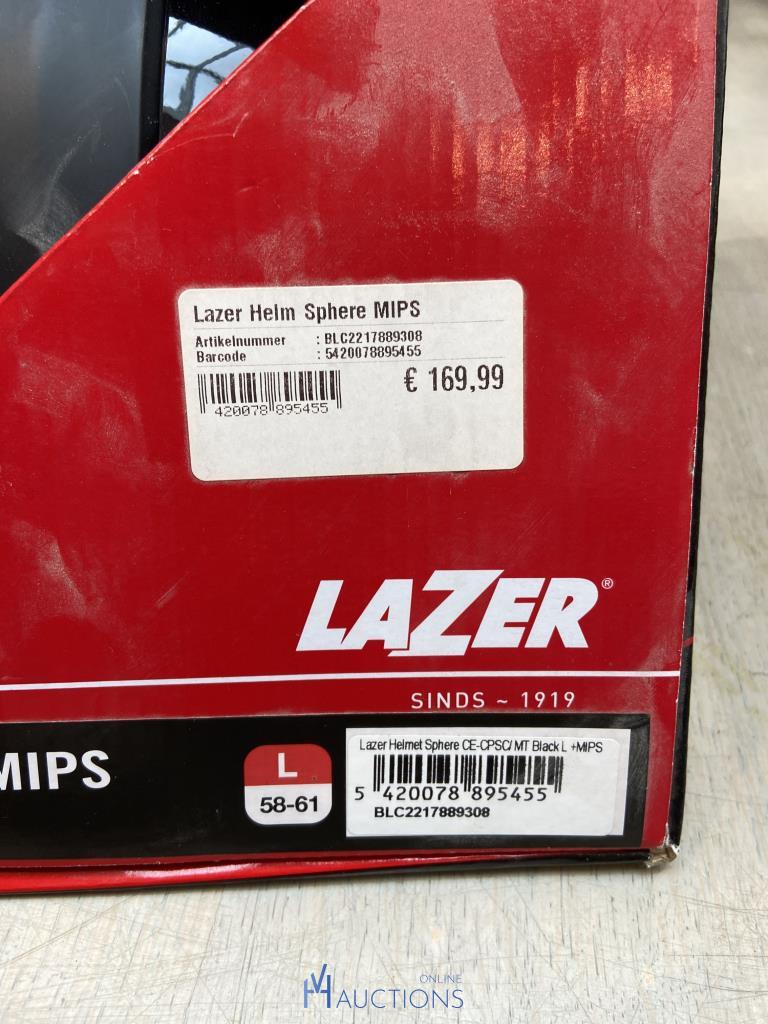 Lazer Helm Sphere MIPS
Artikelnummer : BLC2217889308
Barcode : 5420078895455
€ 169,99
420078 895455
LAZER®
SINDS ~ 1919
MIPS
L
58-61
Lazer Helmet Sphere CE-CPSC/ MT Black L +MIPS
5 420078 895455
BLC2217889308
HVH ONLINE
AUCTIONS